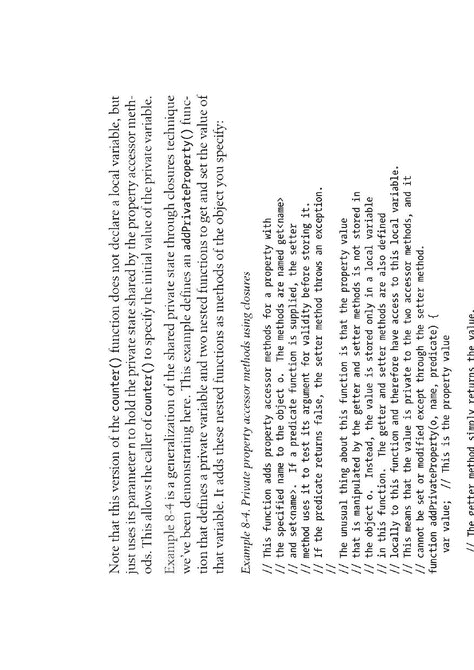 Note that this version of the counter() function does not declare a local variable, but
just uses its parameter n to hold the private state shared by the property accessor meth-
ods. This allows the caller of counter() to specify the initial value of the private variable.
Example 8-4 is a generalization of the shared private state through closures technique
we've been demonstrating here. This example defines an addPrivateProperty() func-
tion that defines a private variable and two nested functions to get and set the value of
that variable. It adds these nested functions as methods of the object you specify:
Example 8-4. Private property accessor methods using closures
// This function adds property accessor methods for a property with
// the specified name to the object o. The methods are named get<name>
// and set<name>. If a predicate function is supplied, the setter
// method uses it to test its argument for validity before storing it.
// If the predicate returns false, the setter method throws an exception.
//
// The unusual thing about this function is that the property value
// that is manipulated by the getter and setter methods is not stored in
// the object o. Instead, the value is stored only in a local variable
// in this function. The getter and setter methods are also defined
// locally to this function and therefore have access to this local variable.
// This means that the value is private to the two accessor methods, and it
// cannot be set or modified except through the setter method.
function addPrivateProperty(o, name, predicate) {
var value; // This is the property value
// The getter method simply returns the value.